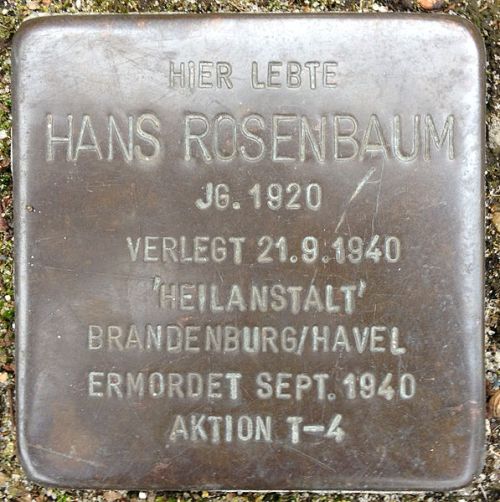 HIER LEBTE
HANS ROSENBAUM
JG. 1920
VERLEGT 21.9.1940
'HEILANSTALT'
BRANDENBURG/HAVEL
ERMORDET SEPT. 1940
AKTION T-4